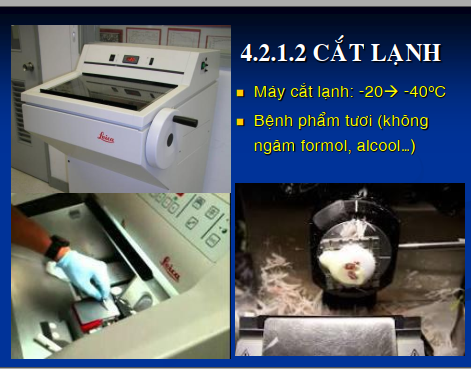 4.2.1.2 CẮT LẠNH
Máy cắt lạnh: -20→ -40ºC
Bệnh phẩm tươi (không
ngâm formol, alcool…)
Leica
Leica